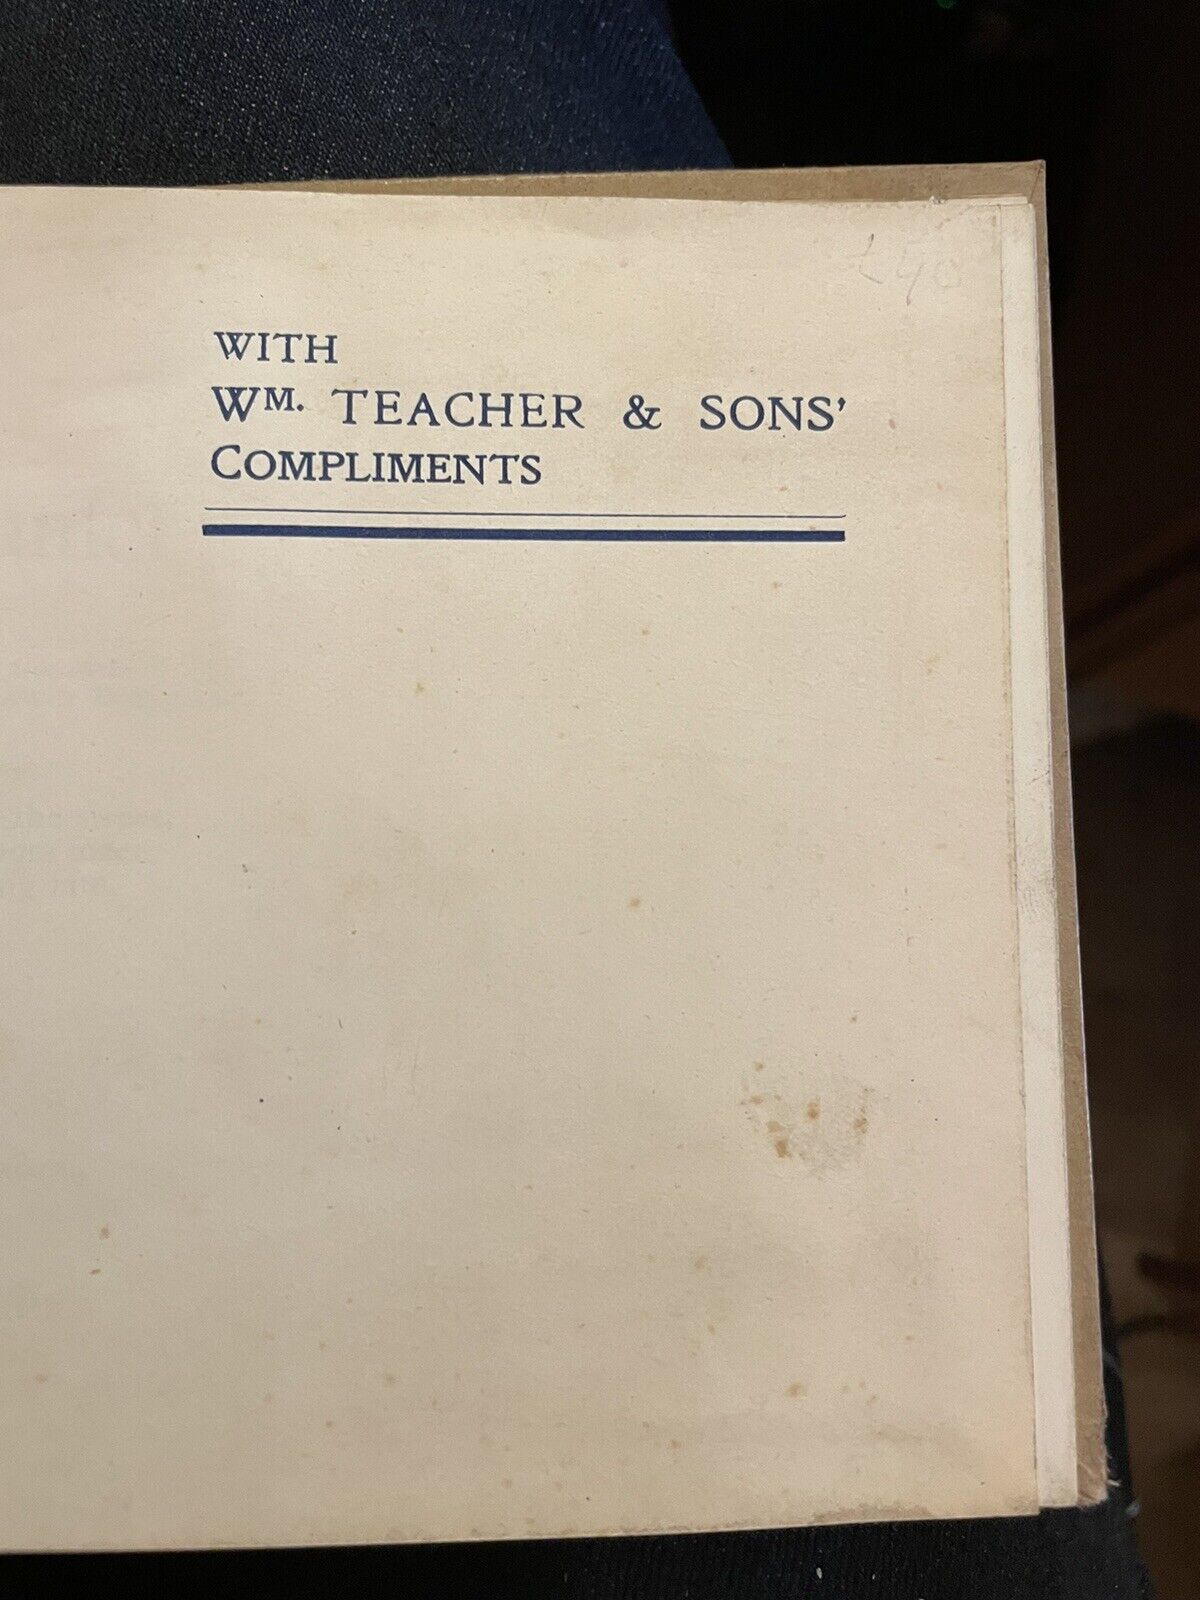 WITH
WM. TEACHER & SONS'
COMPLIMENTS